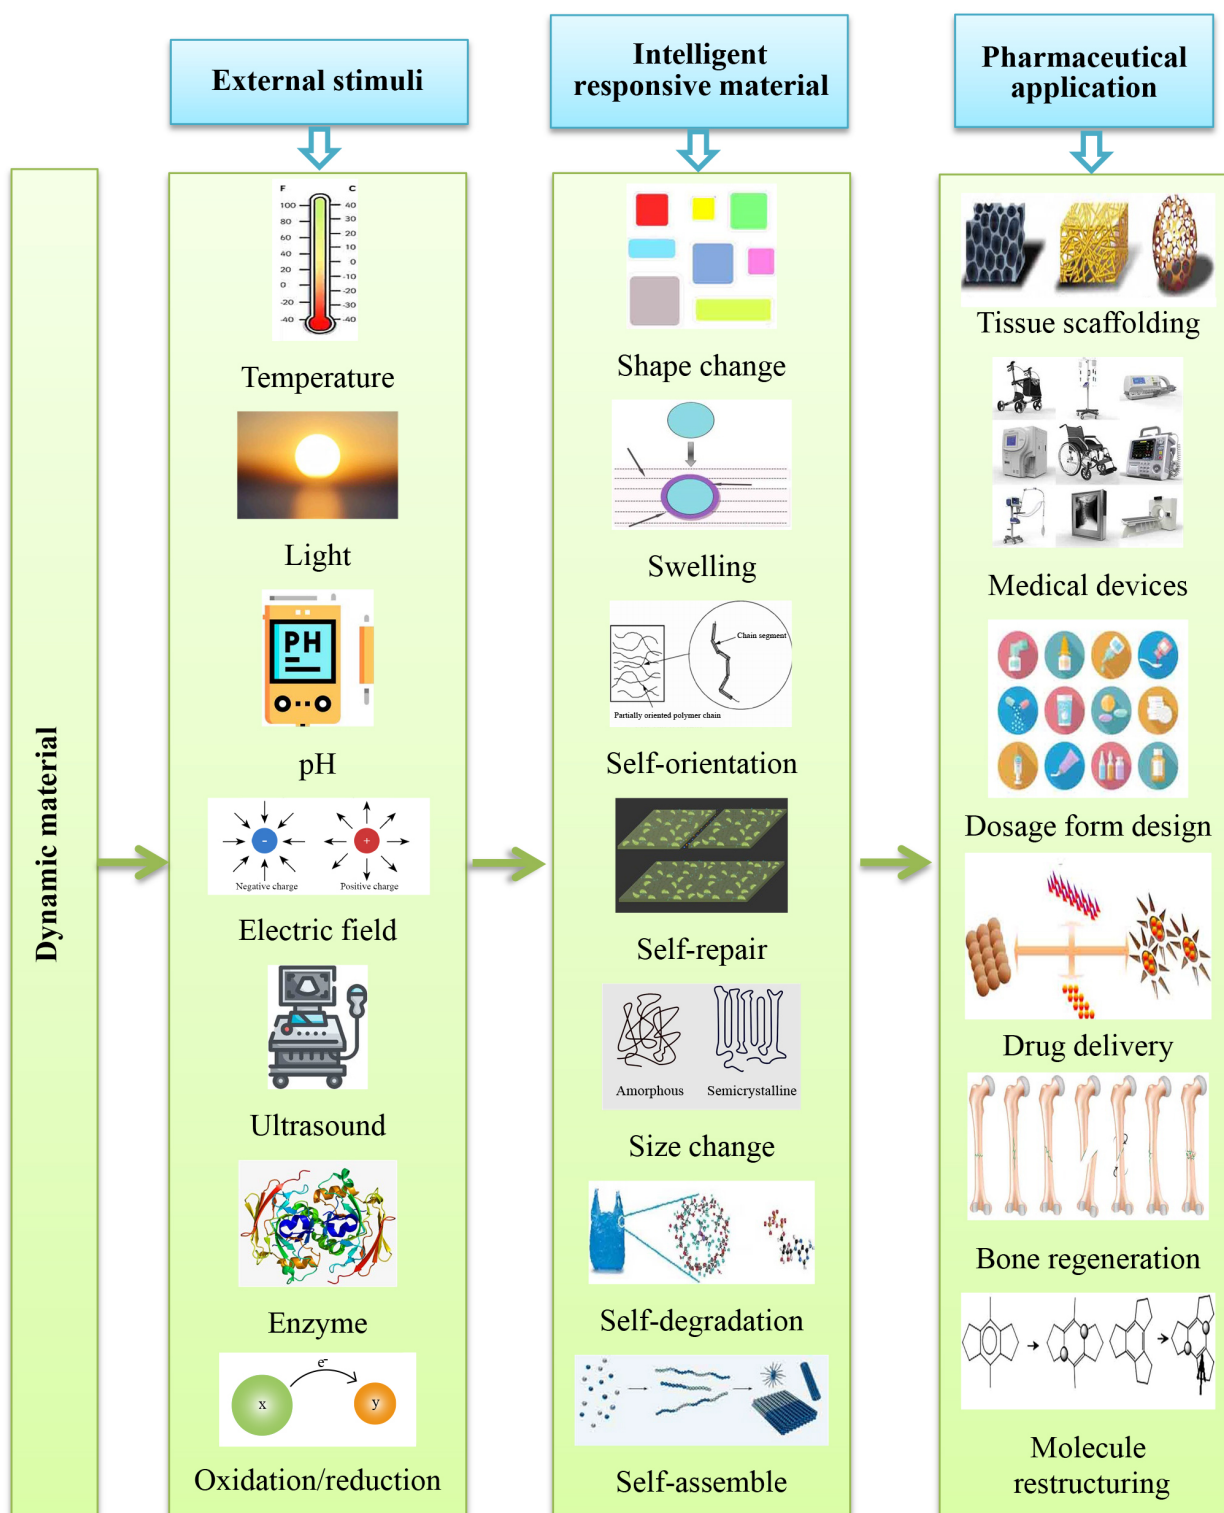 External stimuli
Intelligent
responsive material
Pharmaceutical
application
Dynamic material
F C
100 40
80 30
60 20
40 10
20 0
0 -10
-20 -20
-30
-40 -40
Temperature
Light
PH
pH
- +
Negative charge Positive charge
Electric field
Ultrasound
Enzyme
e-
x y
Oxidation/reduction
Shape change
Swelling
Chain segment
Partially oriented polymer chain
Self-orientation
Self-repair
Amorphous Semicrystalline
Size change
Self-degradation
Self-assemble
Tissue scaffolding
Medical devices
Dosage form design
Drug delivery
Bone regeneration
Molecule
restructuring